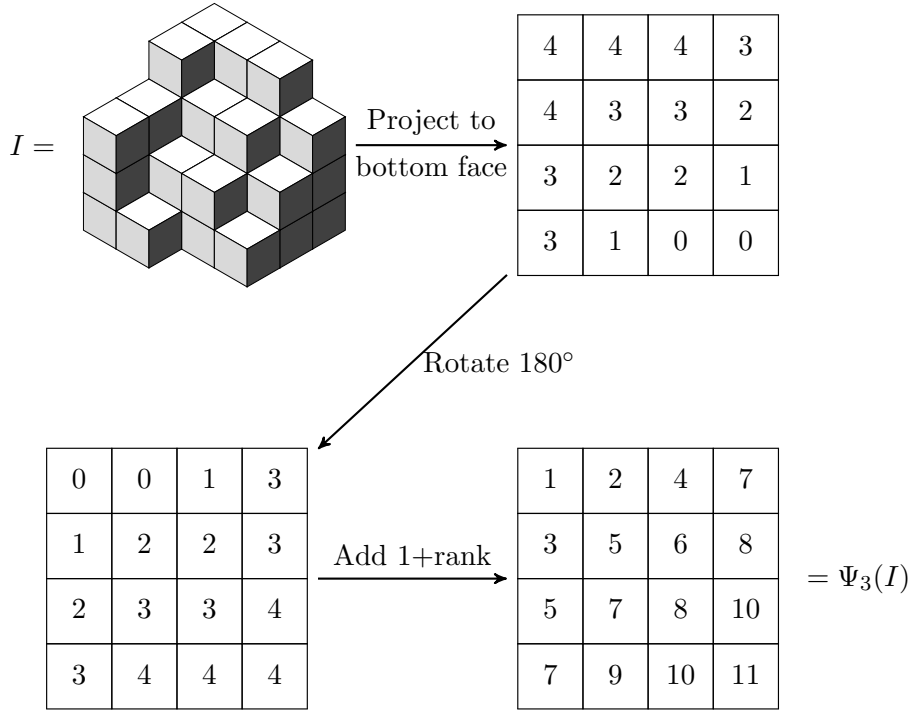 I =
Project to
bottom face
4 4 4 3
4 3 3 2
3 2 2 1
3 1 0 0
Rotate 180°
0 0 1 3
1 2 2 3
2 3 3 4
3 4 4 4
Add 1+rank
1 2 4 7
3 5 6 8
5 7 8 10
7 9 10 11
= Ψ₃(I)